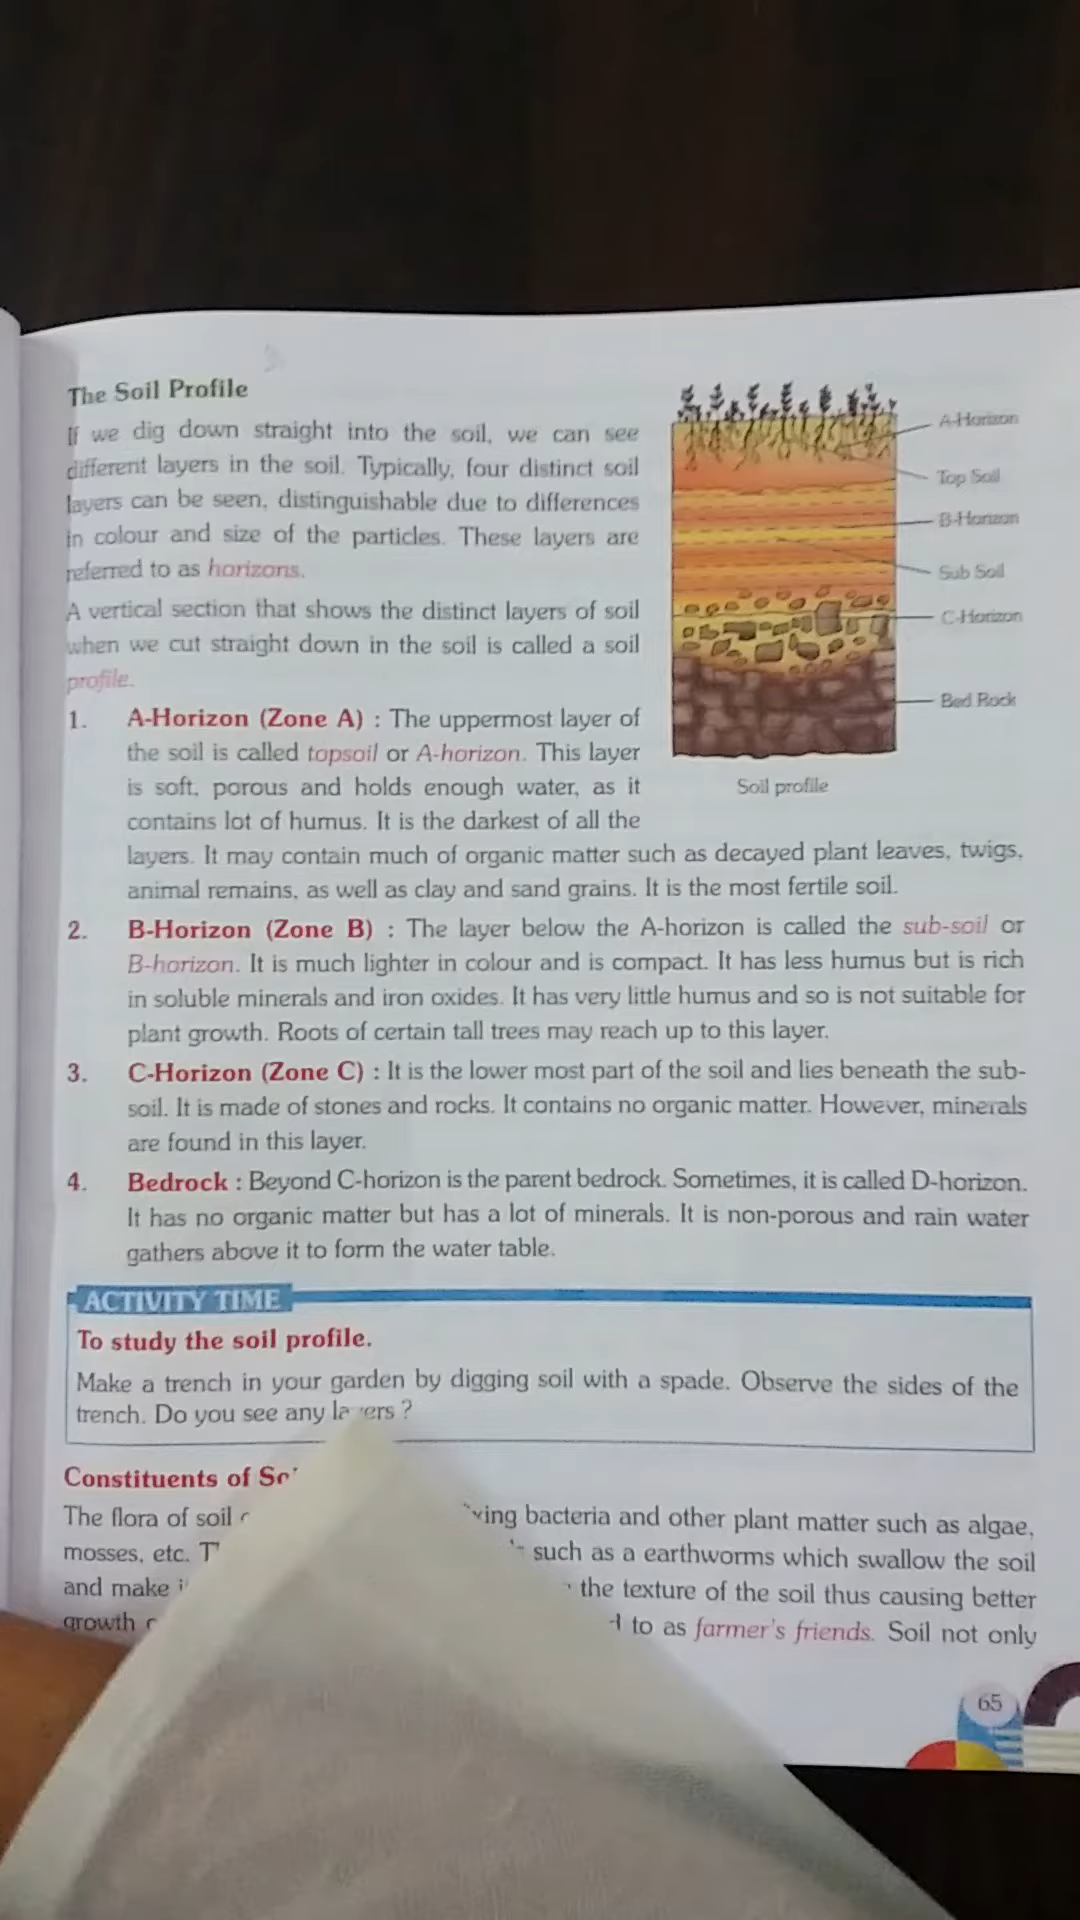 The Soil Profile
If we dig down straight into the soil, we can see
different layers in the soil. Typically, four distinct soil
layers can be seen, distinguishable due to differences
in colour and size of the particles. These layers are
referred to as horizons.
A vertical section that shows the distinct layers of soil
when we cut straight down in the soil is called a soil
profile.
A-Horizon
Top Soil
B-Horizon
Sub Soil
C-Horizon
Bed Rock
Soil profile
1. A-Horizon (Zone A) : The uppermost layer of
the soil is called topsoil or A-horizon. This layer
is soft, porous and holds enough water, as it
contains lot of humus. It is the darkest of all the
layers. It may contain much of organic matter such as decayed plant leaves, twigs,
animal remains, as well as clay and sand grains. It is the most fertile soil.
2. B-Horizon (Zone B) : The layer below the A-horizon is called the sub-soil or
B-horizon. It is much lighter in colour and is compact. It has less humus but is rich
in soluble minerals and iron oxides. It has very little humus and so is not suitable for
plant growth. Roots of certain tall trees may reach up to this layer.
3. C-Horizon (Zone C) : It is the lower most part of the soil and lies beneath the sub-
soil. It is made of stones and rocks. It contains no organic matter. However, minerals
are found in this layer.
4. Bedrock : Beyond C-horizon is the parent bedrock. Sometimes, it is called D-horizon.
It has no organic matter but has a lot of minerals. It is non-porous and rain water
gathers above it to form the water table.
ACTIVITY TIME
To study the soil profile.
Make a trench in your garden by digging soil with a spade. Observe the sides of the
trench. Do you see any layers ?
Constituents of
The flora of soil bacteria and other plant matter such as algae,
mosses, etc. such as a earthworms which swallow the soil
and make the texture of the soil thus causing better
growth to as farmer's friends. Soil not only
65